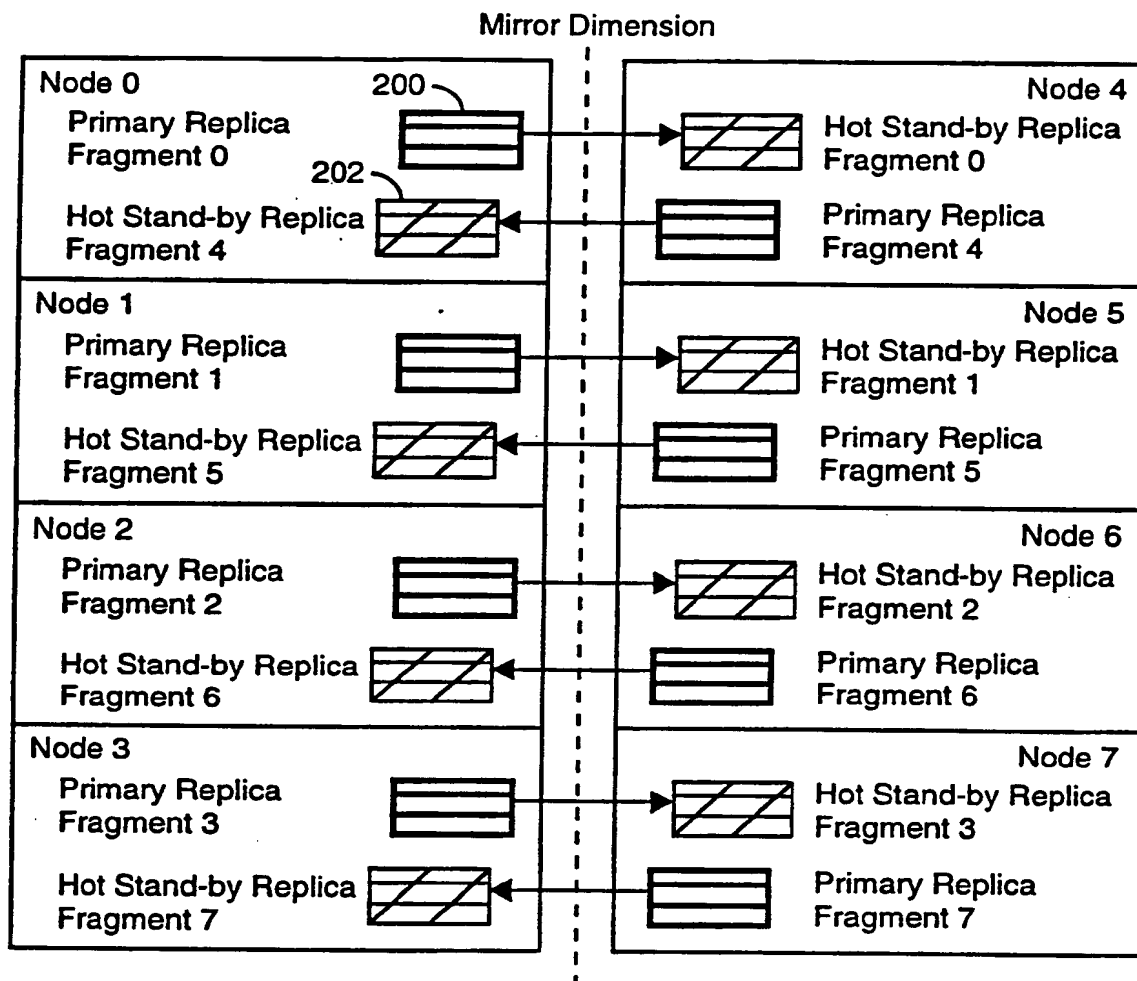 Mirror Dimension
Node 0
200
Primary Replica
Fragment 0
202
Hot Stand-by Replica
Fragment 4
Node 4
Hot Stand-by Replica
Fragment 0
Primary Replica
Fragment 4
Node 1
Primary Replica
Fragment 1
Hot Stand-by Replica
Fragment 5
Node 5
Hot Stand-by Replica
Fragment 1
Primary Replica
Fragment 5
Node 2
Primary Replica
Fragment 2
Hot Stand-by Replica
Fragment 6
Node 6
Hot Stand-by Replica
Fragment 2
Primary Replica
Fragment 6
Node 3
Primary Replica
Fragment 3
Hot Stand-by Replica
Fragment 7
Node 7
Hot Stand-by Replica
Fragment 3
Primary Replica
Fragment 7